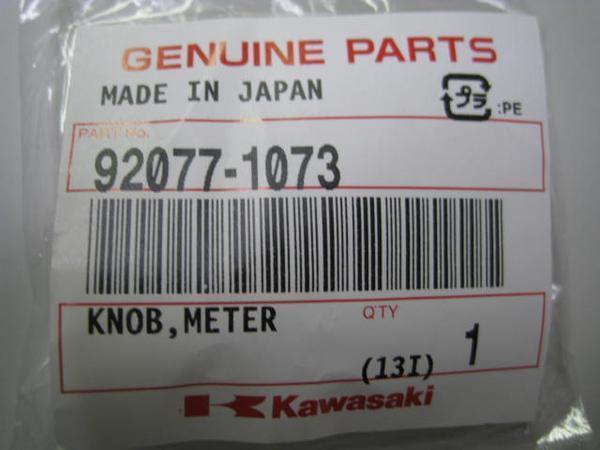 GENUINE PARTS
MADE IN JAPAN
プラ :PE
PART No.
92077-1073
KNOB,METER
Q'TY
(13I) 1
Kawasaki